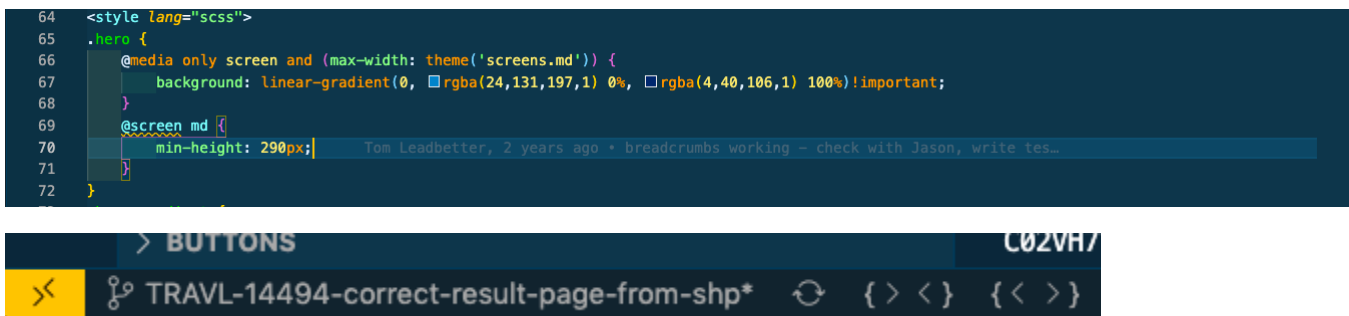 64 <style lang="scss">
65 .hero {
66 @media only screen and (max-width: theme('screens.md')) {
67 background: linear-gradient(0, rgba(24,131,197,1) 0%, rgba(4,40,106,1) 100%)!important;
68 }
69 @screen md {
70 min-height: 290px; Tom Leadbetter, 2 years ago • breadcrumbs working – check with Jason, write tes…
71 }
72 }
> BUTTONS C02VH7
TRAVL-14494-correct-result-page-from-shp* {> <} {< >}